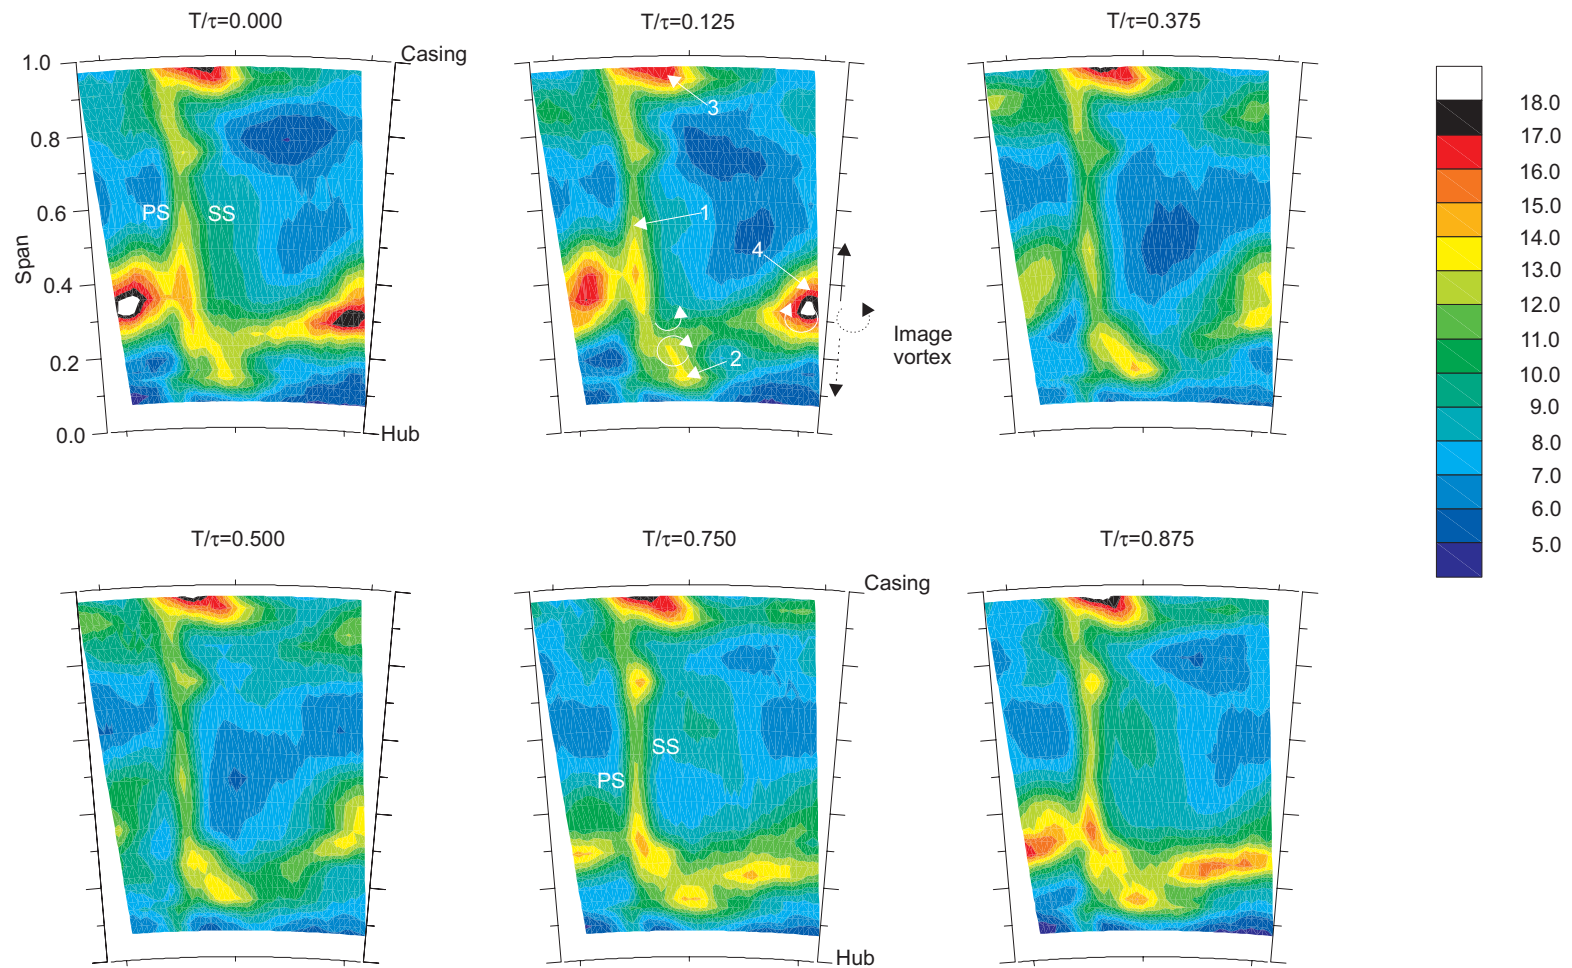 T/τ=0.000
T/τ=0.125
T/τ=0.375
Casing
1.0
0.8
0.6
0.4
0.2
0.0
Span
PS
SS
Hub
3
1
4
2
Image
vortex
18.0
17.0
16.0
15.0
14.0
13.0
12.0
11.0
10.0
9.0
8.0
7.0
6.0
5.0
T/τ=0.500
T/τ=0.750
T/τ=0.875
Casing
SS
PS
Hub